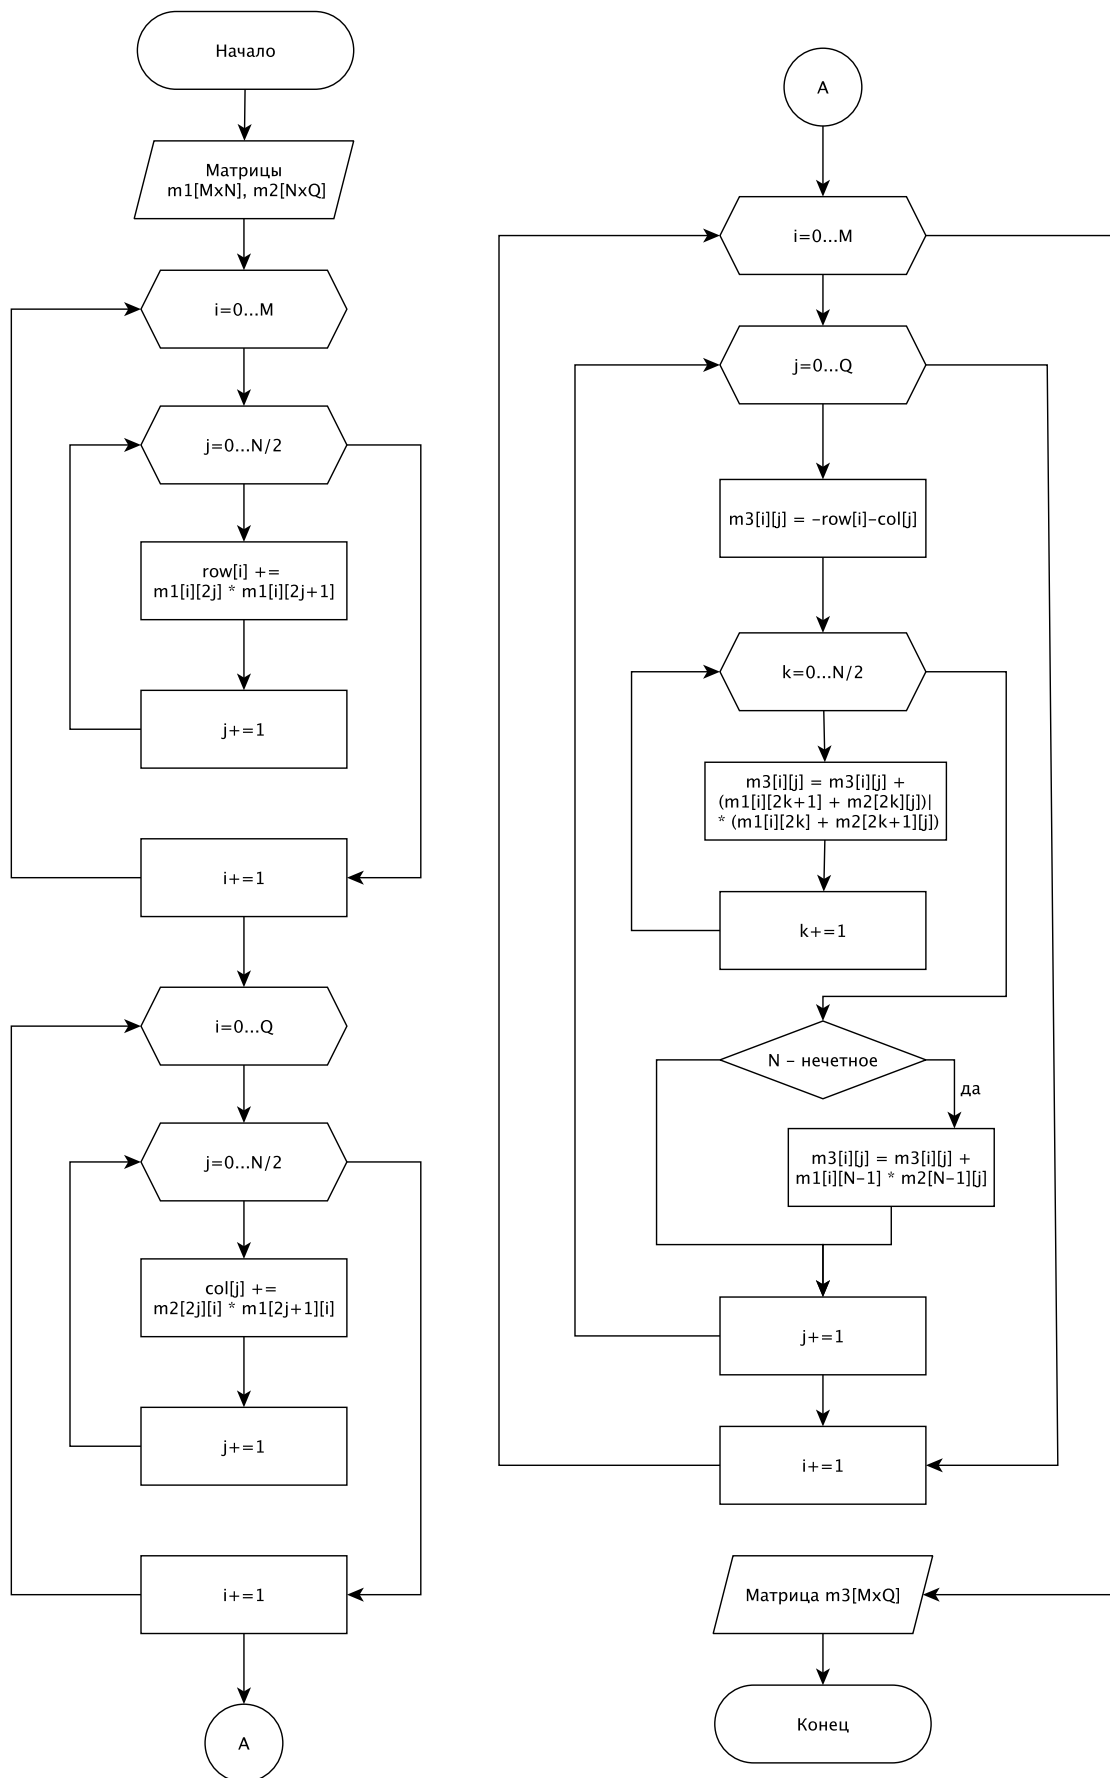 Начало
Матрицы
m1[MxN], m2[NxQ]
i=0...M
j=0...N/2
row[i] +=
m1[i][2j] * m1[i][2j+1]
j+=1
i+=1
i=0...Q
j=0...N/2
col[j] +=
m2[2j][i] * m1[2j+1][i]
j+=1
i+=1
A
A
i=0...M
j=0...Q
m3[i][j] = -row[i]-col[j]
k=0...N/2
m3[i][j] = m3[i][j] +
(m1[i][2k+1] + m2[2k][j])|
* (m1[i][2k] + m2[2k+1][j])
k+=1
N - нечетное
да
m3[i][j] = m3[i][j] +
m1[i][N-1] * m2[N-1][j]
j+=1
i+=1
Матрица m3[MxQ]
Конец